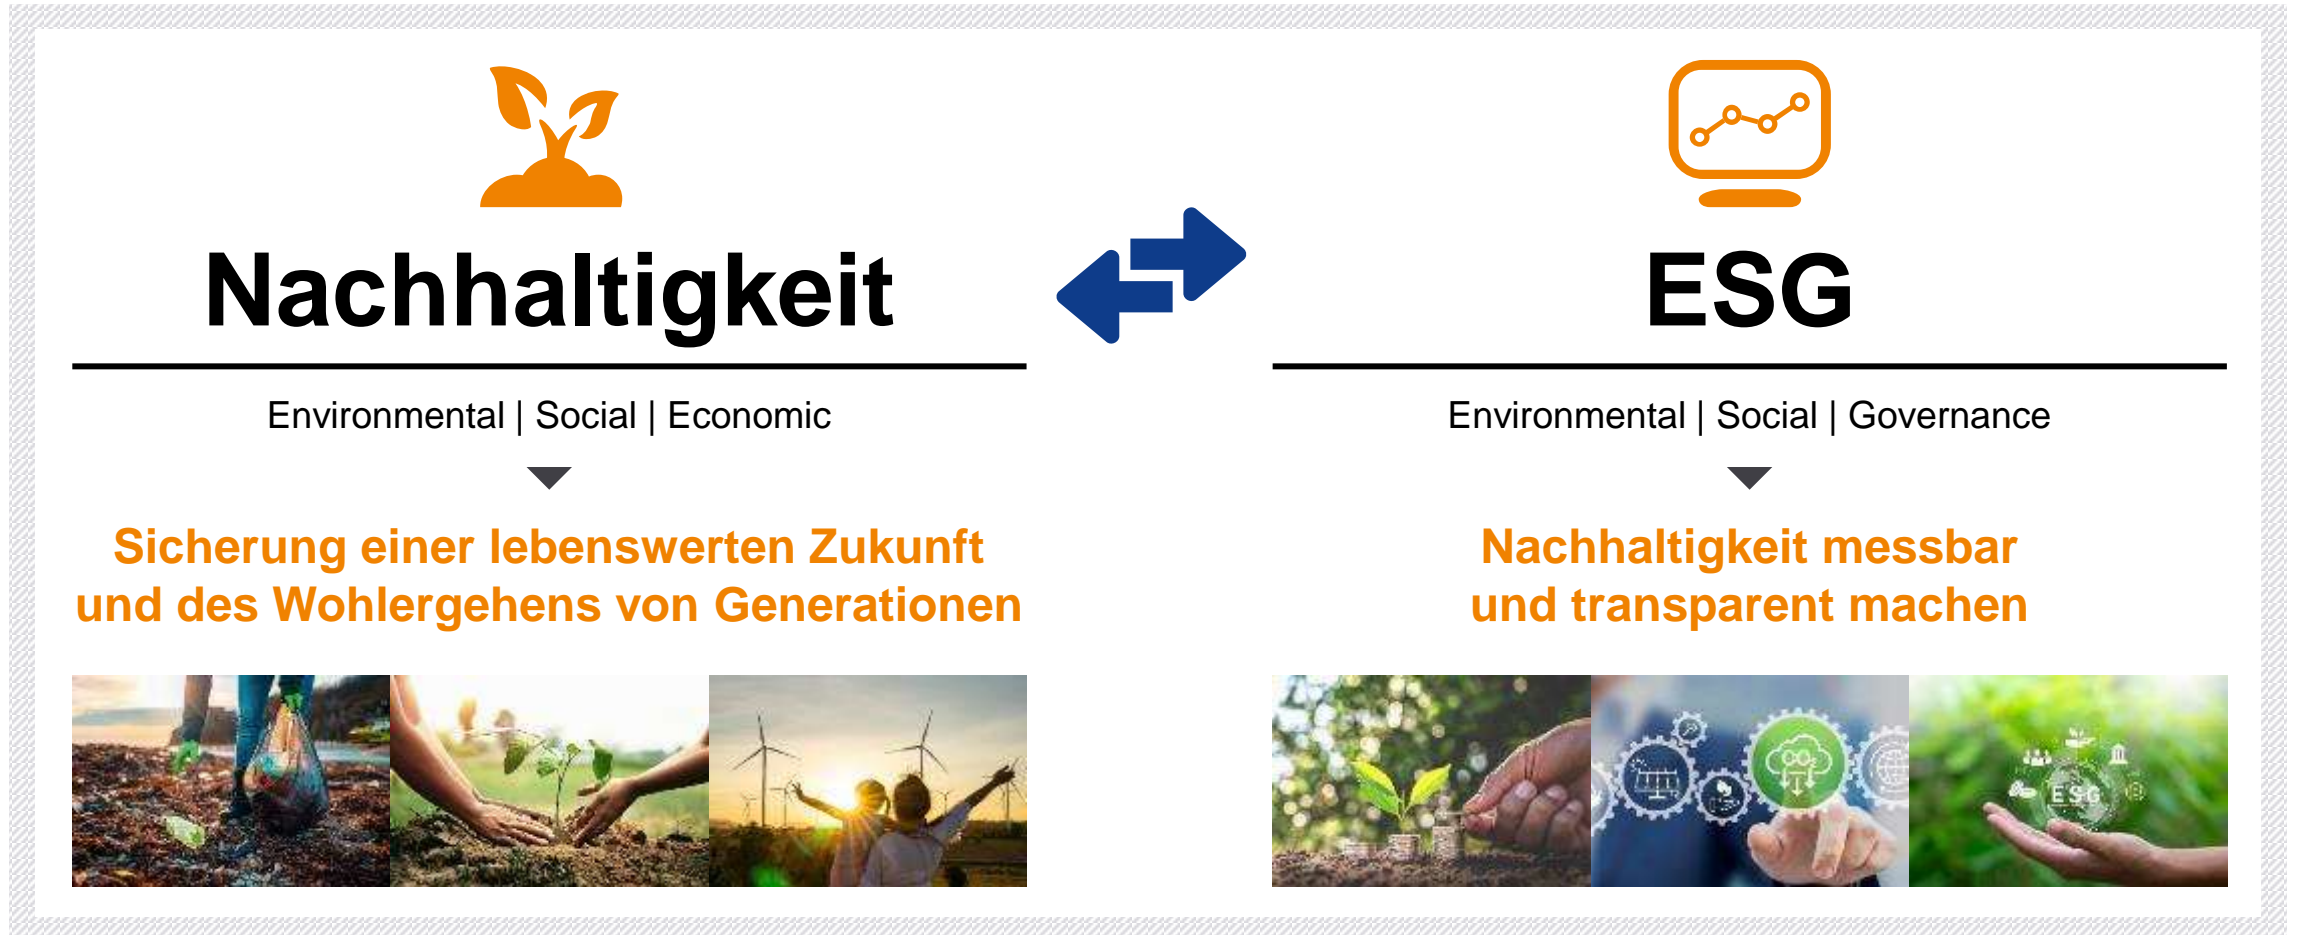 Nachhaltigkeit
Environmental | Social | Economic
Sicherung einer lebenswerten Zukunft
und des Wohlergehens von Generationen
ESG
Environmental | Social | Governance
Nachhaltigkeit messbar
und transparent machen
CO₂
ESG